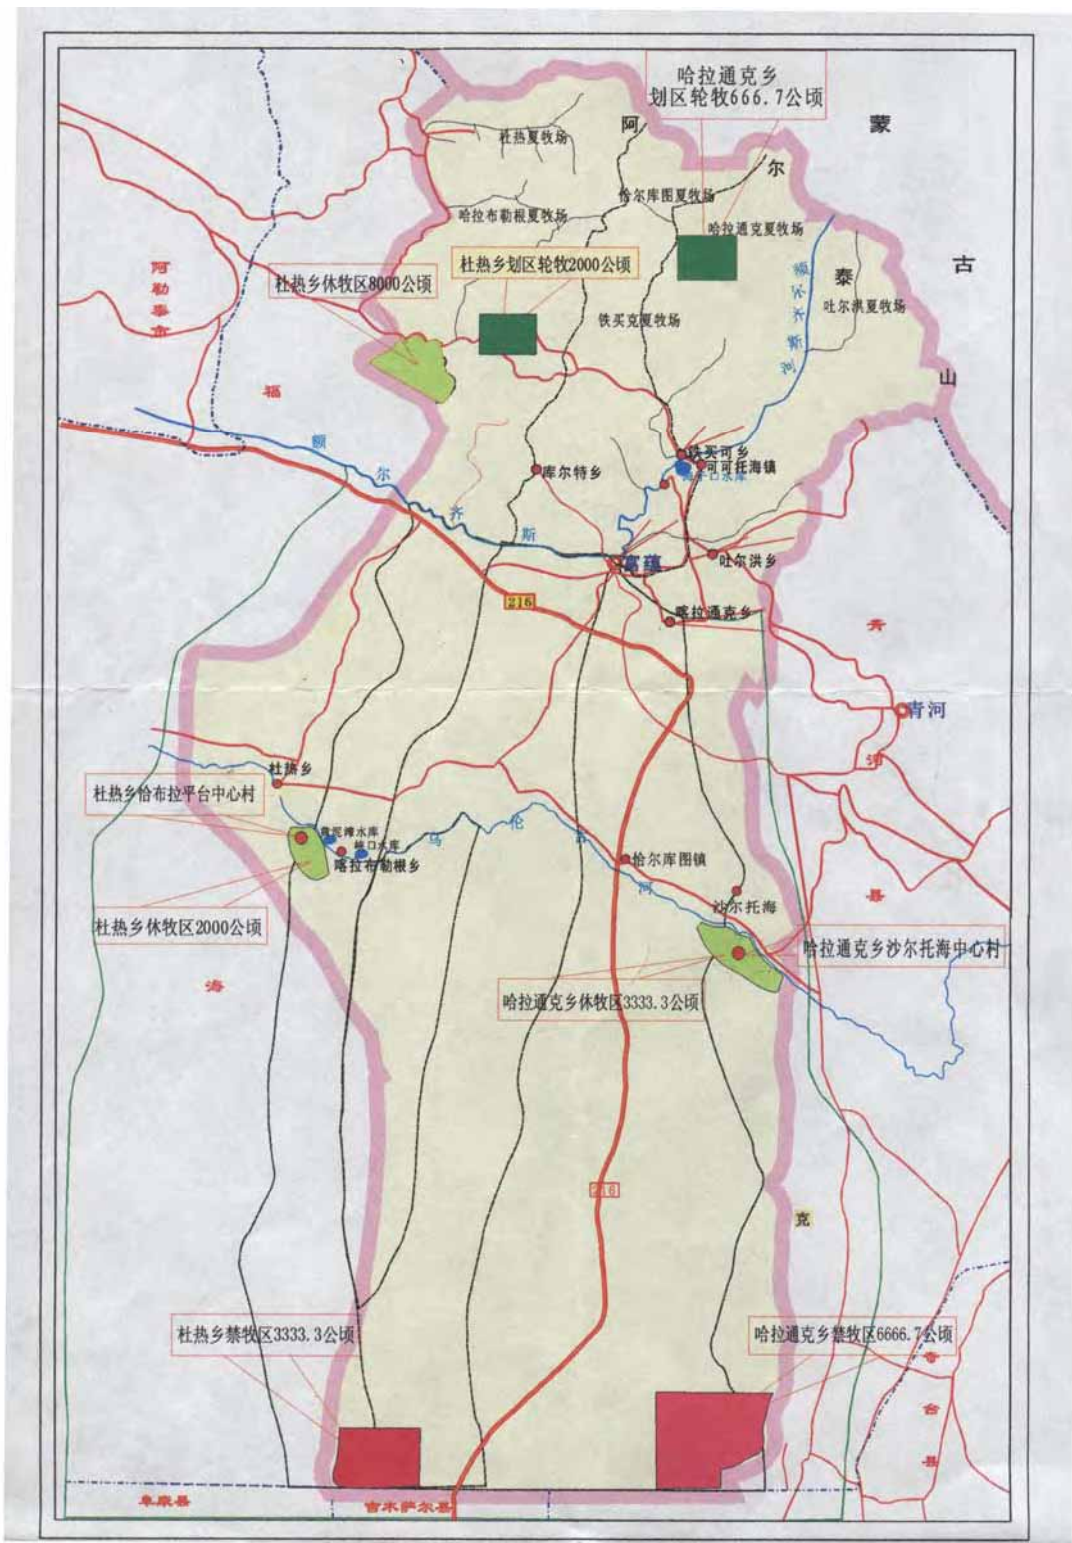 哈拉通克乡
划区轮牧666.7公顷
阿
蒙
杜热夏牧场
尔
恰尔库图夏牧场
哈拉布勒根夏牧场
哈拉通克夏牧场
古
阿勒泰市
杜热乡休牧区8000公顷
杜热乡划区轮牧2000公顷
泰
吐尔洪夏牧场
铁买克夏牧场
山
福
额
尔
齐
斯
铁买可乡
可可托海镇
库尔特乡
富蕴
吐尔洪乡
216
喀拉通克乡
青
青河
河
杜热乡
杜热乡恰布拉平台中心村
黄泥滩水库
峡口水库
喀拉布勒根乡
乌
伦
古
河
恰尔库图镇
县
沙尔托海
杜热乡休牧区2000公顷
哈拉通克乡沙尔托海中心村
海
哈拉通克乡休牧区3333.3公顷
216
克
杜热乡禁牧区3333.3公顷
哈拉通克乡禁牧区6666.7公顷
奇台县
阜康县
吉木萨尔县